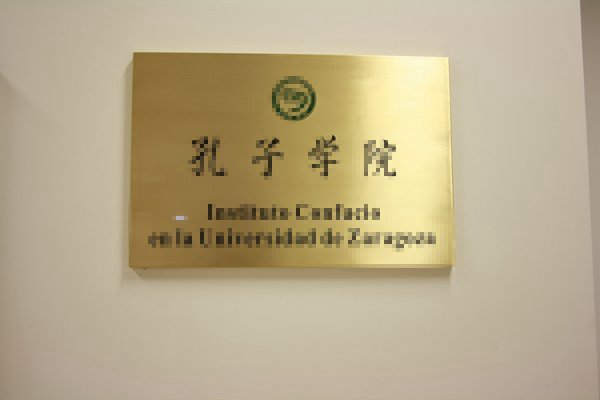 孔子学院
Instituto Confucio
en la Universidad de Zaragoza